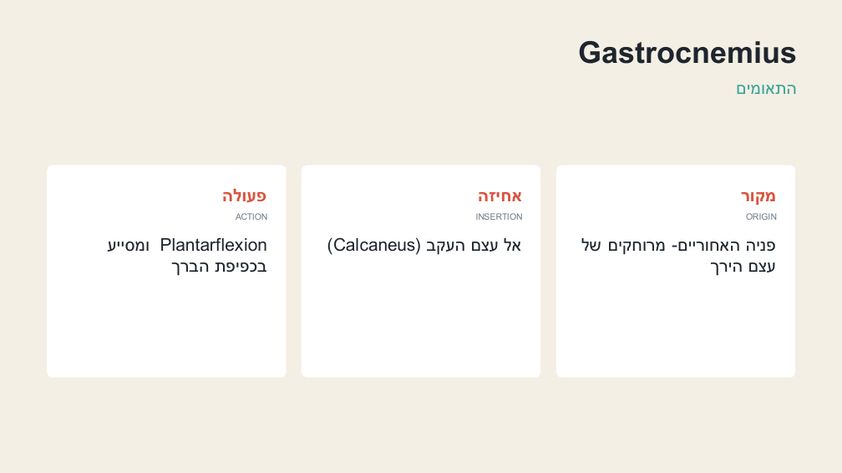 Gastrocnemius
התאומים
מקור
ORIGIN
פניה האחוריים- מרוחקים של
עצם הירך
אחיזה
INSERTION
אל עצם העקב (Calcaneus)
פעולה
ACTION
Plantarflexion ומסייע
בכפיפת הברך